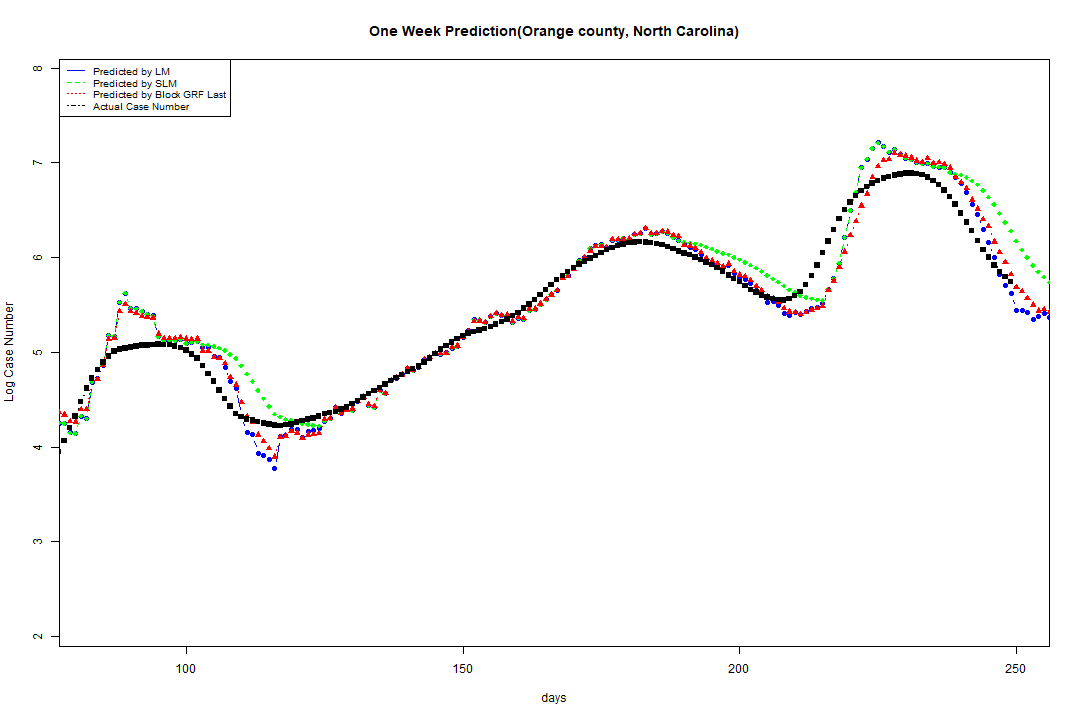 One Week Prediction(Orange county, North Carolina)
Predicted by LM
Predicted by SLM
Predicted by Block GRF Last
Actual Case Number
8
7
6
5
4
3
2
Log Case Number
100
150
200
250
days